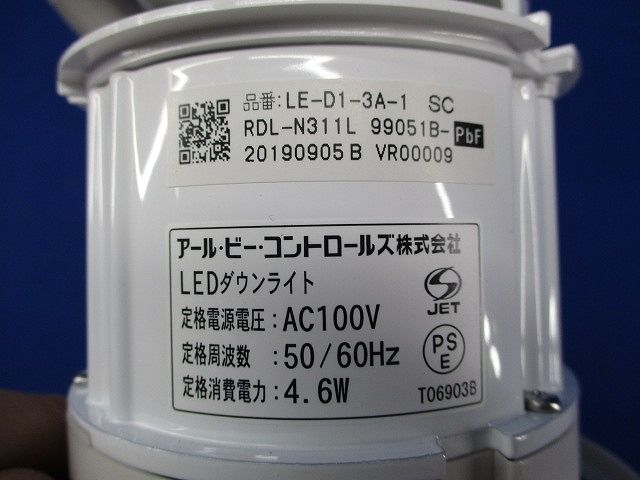 品番:LE-D1-3A-1 SC
RDL-N311L 99051B- PbF
20190905B VR00009
アール・ビー・コントロールズ株式会社
LEDダウンライト
定格電源電圧:AC100V
定格周波数 :50/60Hz
定格消費電力:4.6W
S
JET
PS
E
T06903B